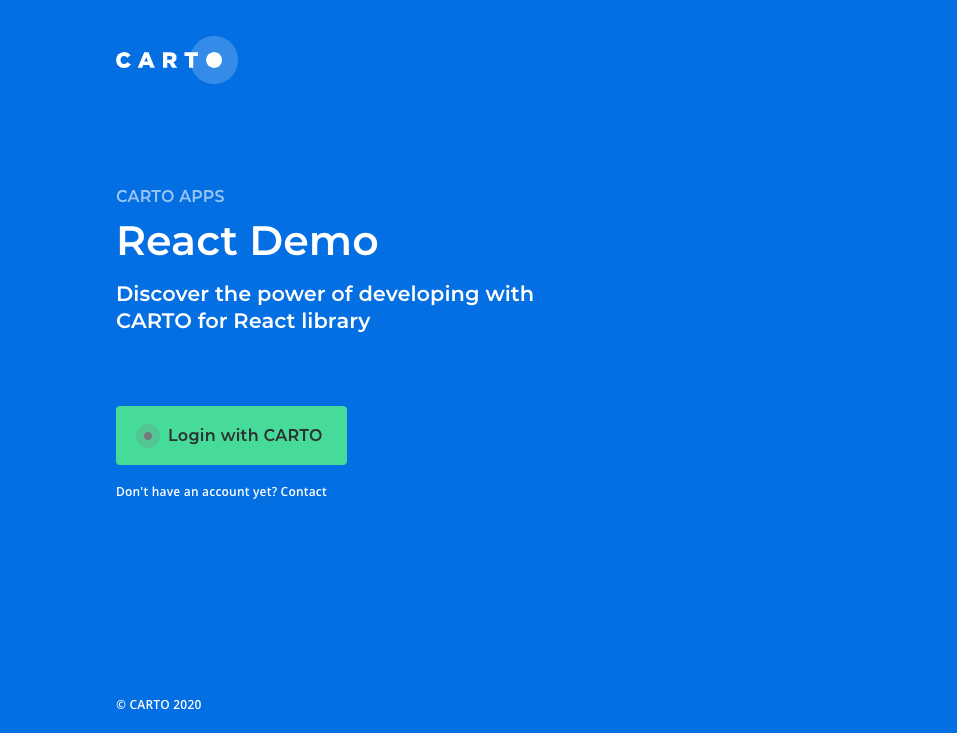 CARTO
CARTO APPS
React Demo
Discover the power of developing with
CARTO for React library
Login with CARTO
Don't have an account yet? Contact
© CARTO 2020